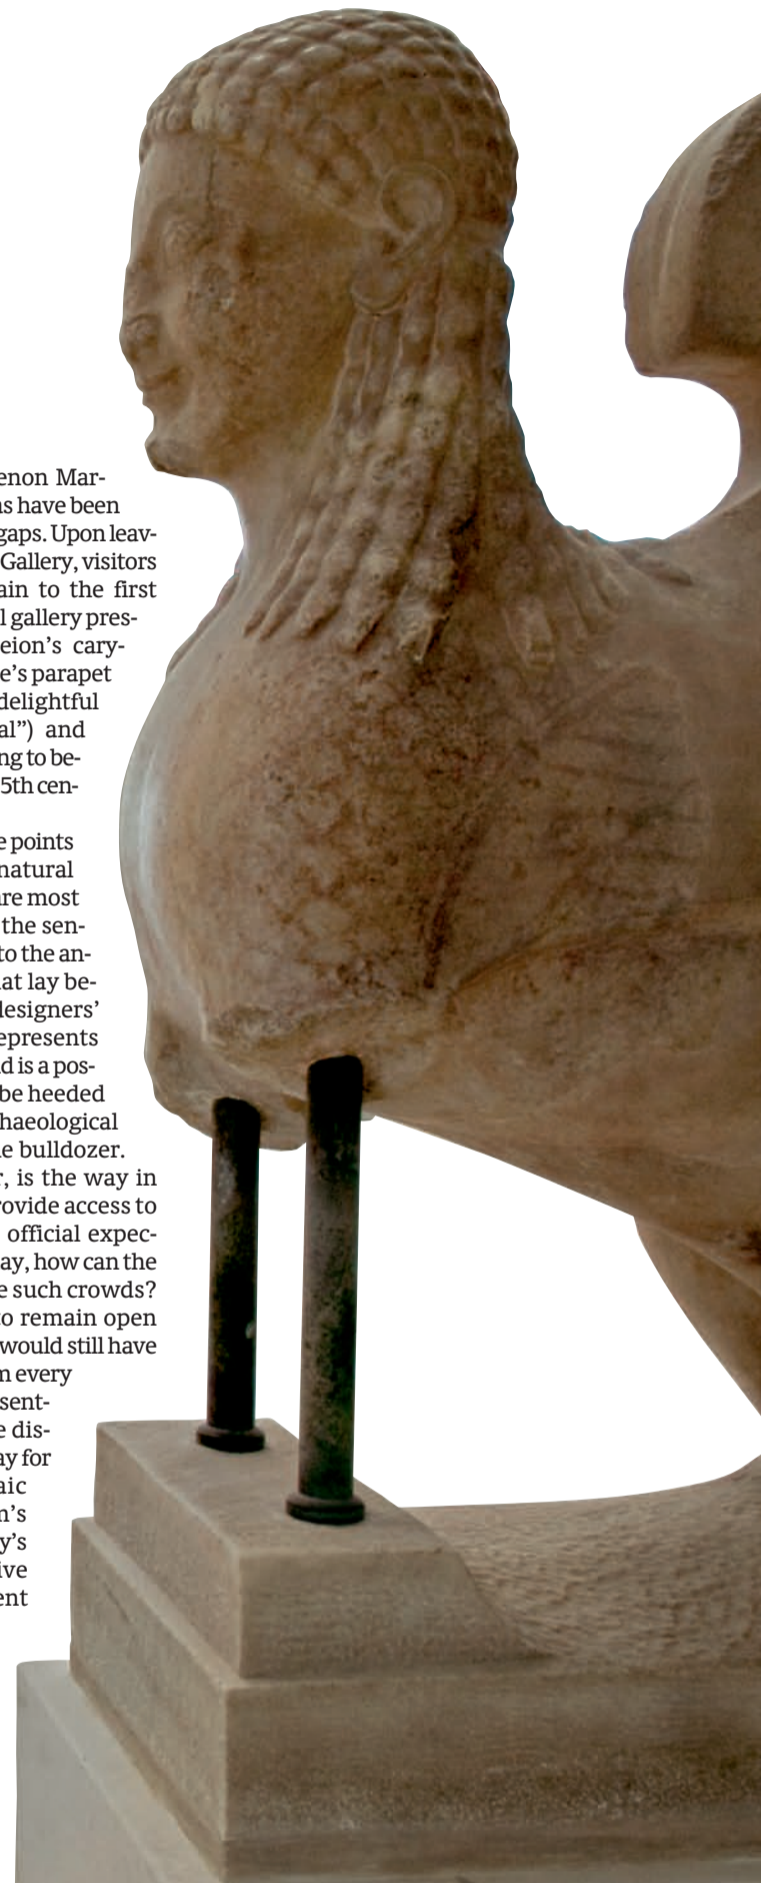 enon Mar-
s have been
gaps. Upon leav-
Gallery, visitors
ain to the first
l gallery pres-
eion’s cary-
e’s parapet
delightful
al”) and
ng to be-
5th cen-
e points
natural
are most
the sen-
to the an-
at lay be-
designers’
epresents
d is a pos-
be heeded
chaeological
e bulldozer.
r, is the way in
rovide access to
official expec-
ay, how can the
e such crowds?
to remain open
would still have
m every
sent-
e dis-
ay for
aic
n’s
y’s
ive
ent